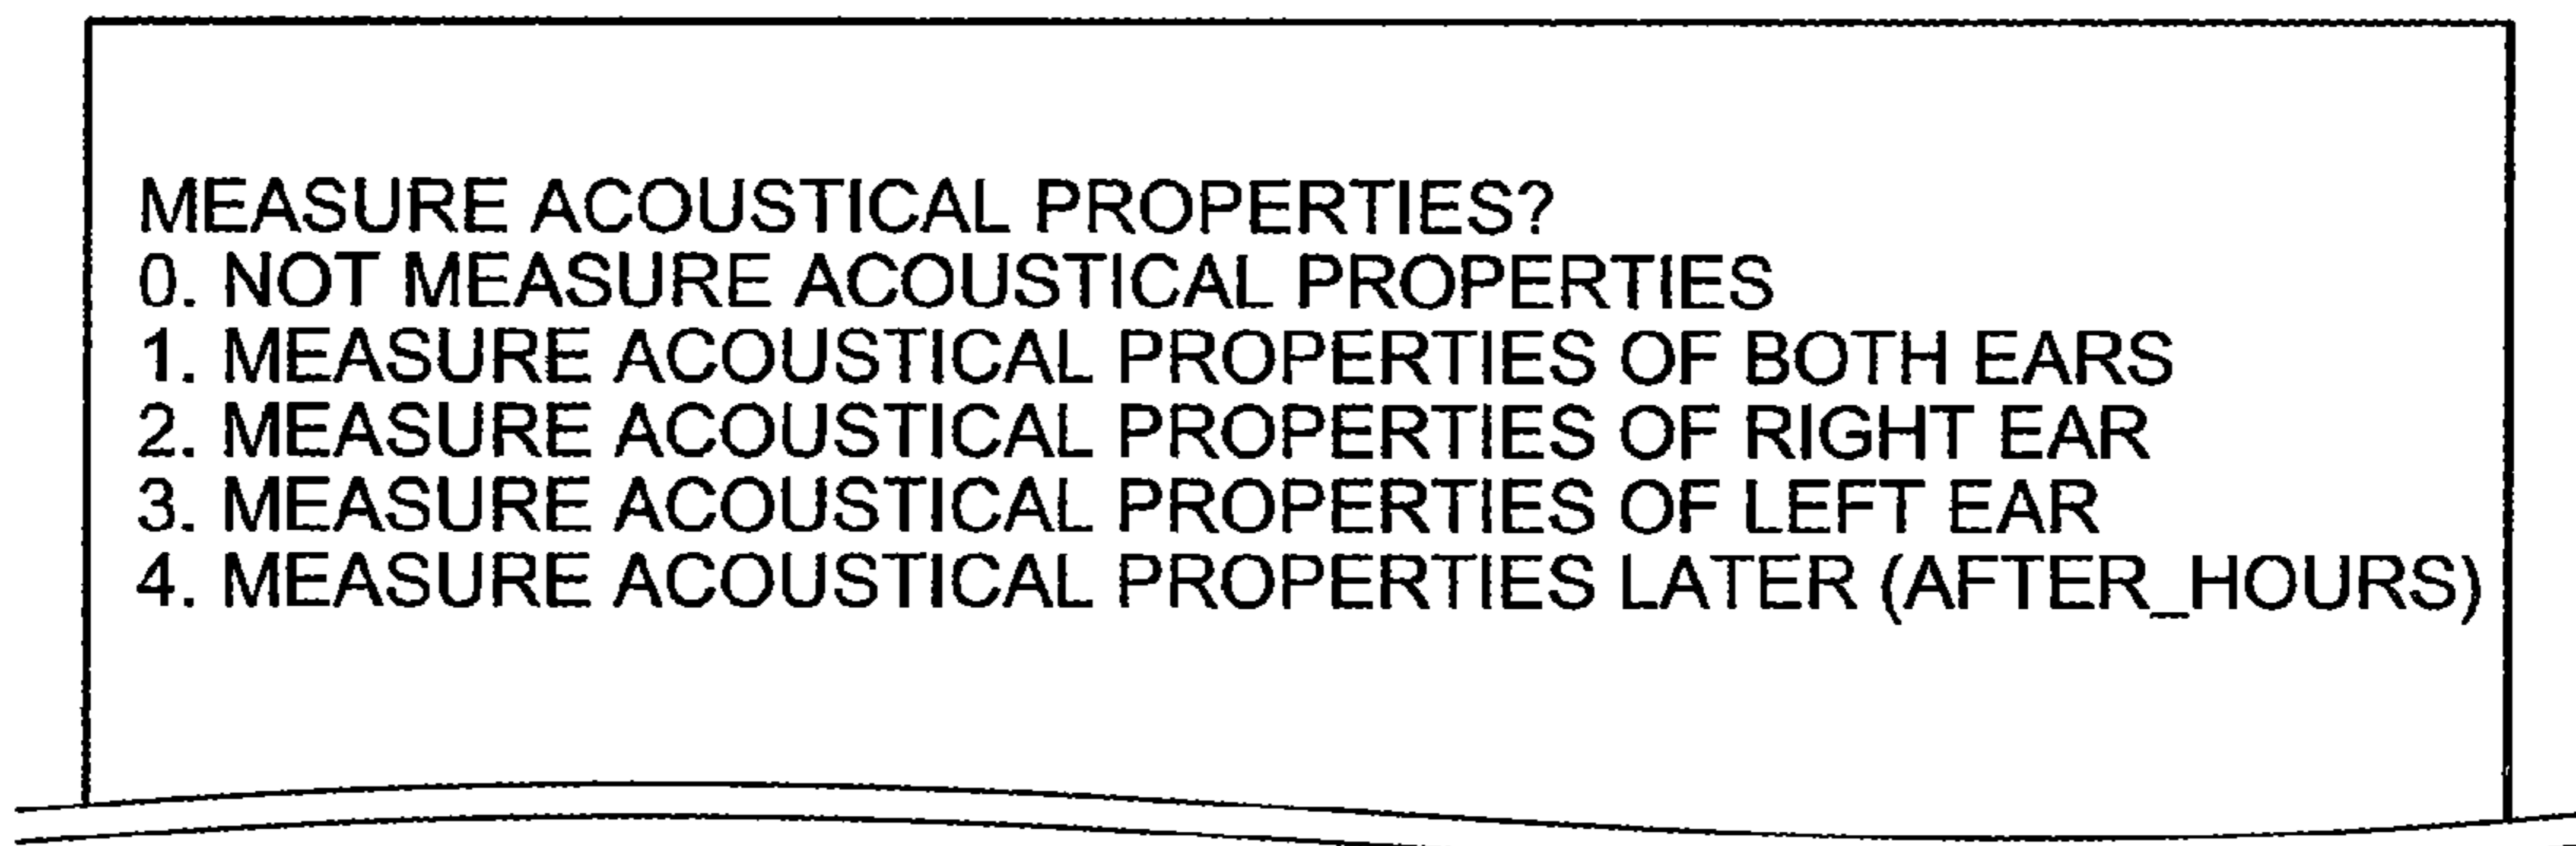 MEASURE ACOUSTICAL PROPERTIES?
0. NOT MEASURE ACOUSTICAL PROPERTIES
1. MEASURE ACOUSTICAL PROPERTIES OF BOTH EARS
2. MEASURE ACOUSTICAL PROPERTIES OF RIGHT EAR
3. MEASURE ACOUSTICAL PROPERTIES OF LEFT EAR
4. MEASURE ACOUSTICAL PROPERTIES LATER (AFTER_HOURS)